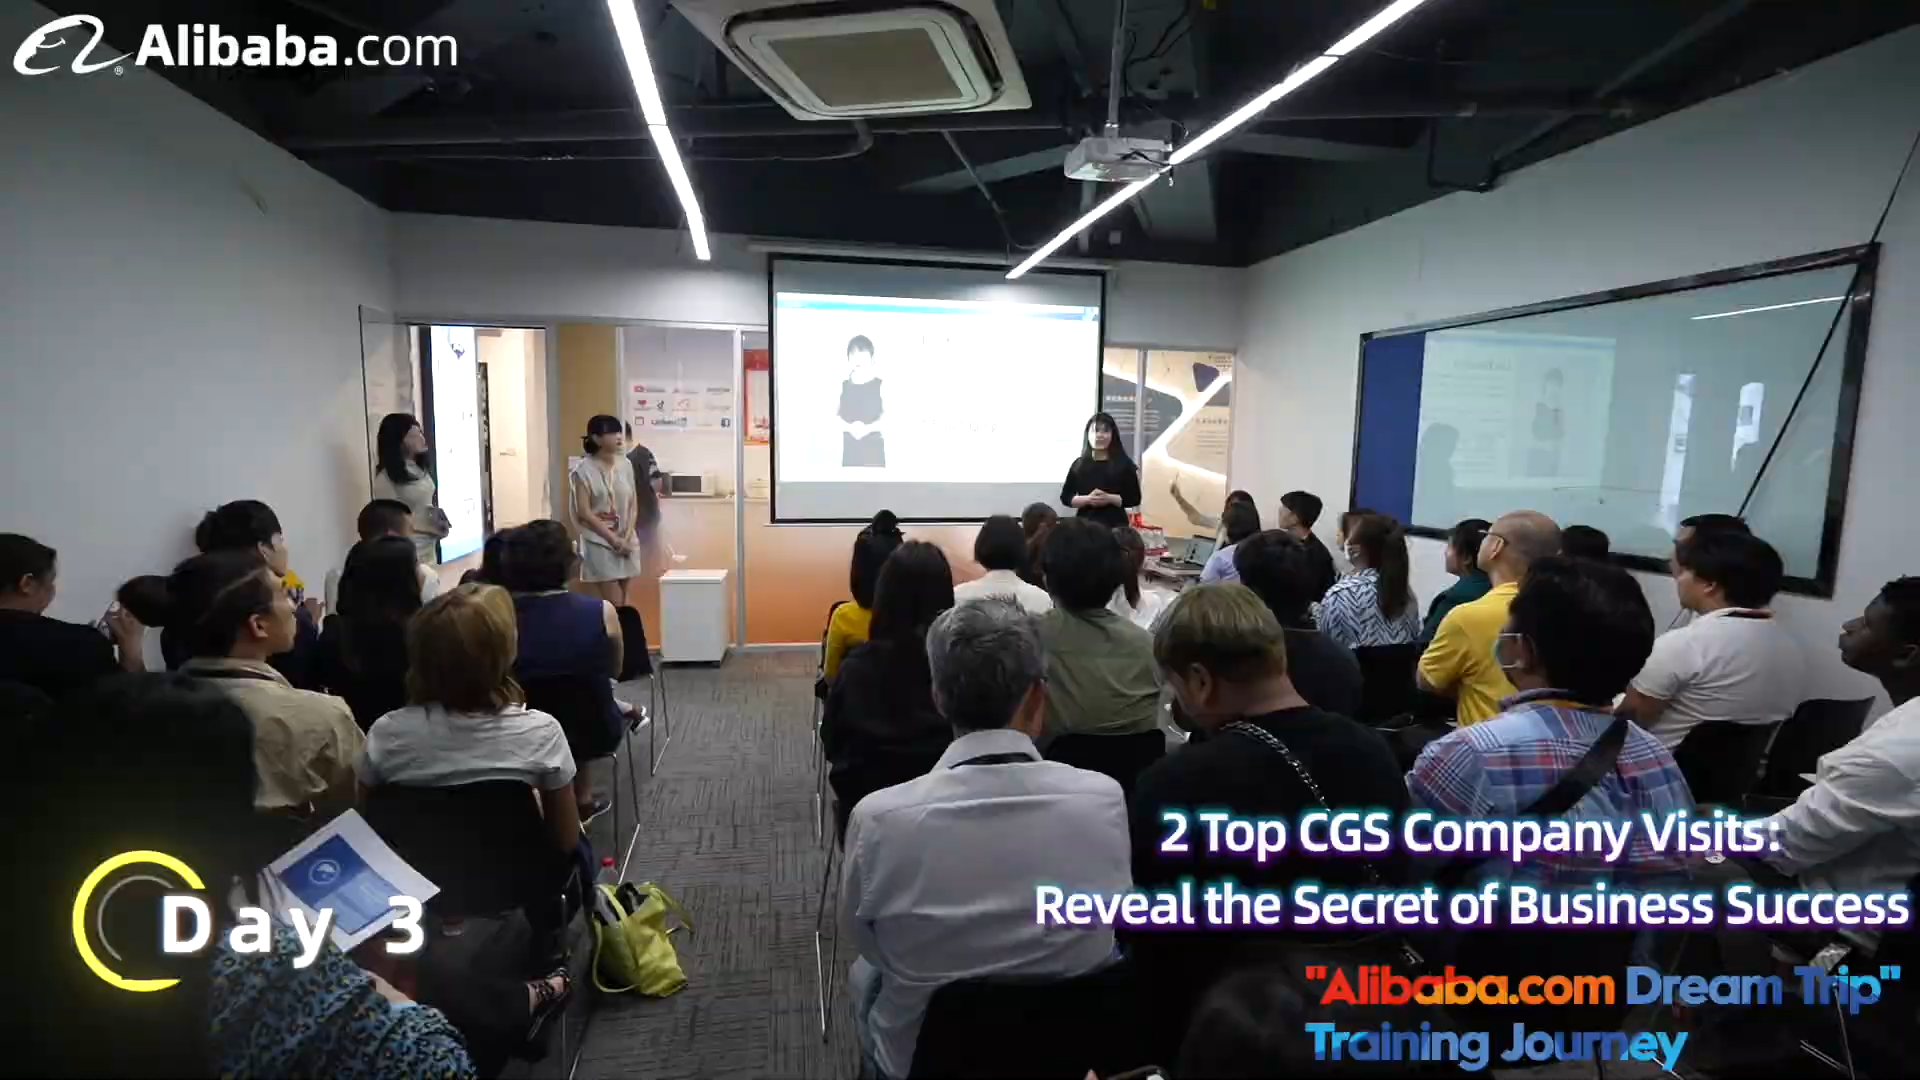 Alibaba.com
Day 3
2 Top CGS Company Visits:
Reveal the Secret of Business Success
"Alibaba.com Dream Trip"
Training Journey